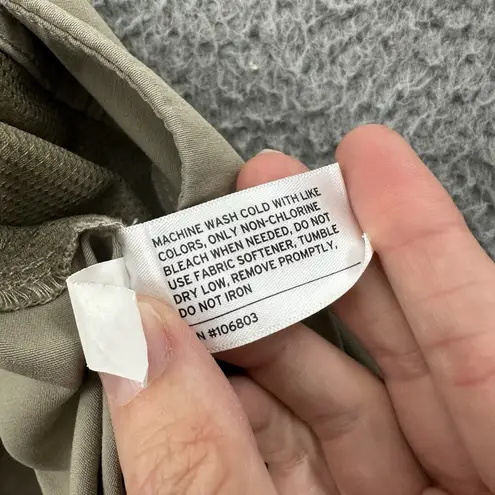 MACHINE WASH COLD WITH LIKE
COLORS, ONLY NON-CHLORINE
BLEACH WHEN NEEDED, DO NOT
USE FABRIC SOFTENER, TUMBLE
DRY LOW, REMOVE PROMPTLY,
DO NOT IRON
N #106803